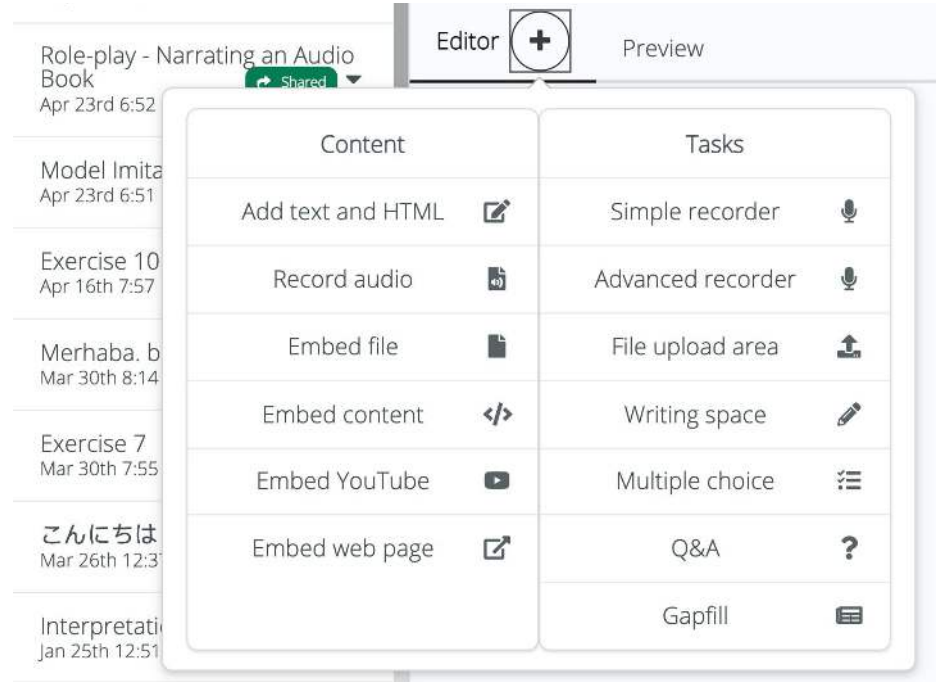 Role-play - Narrating an Audio
Book
Shared
Apr 23rd 6:52
Model Imita
Apr 23rd 6:51
Exercise 10
Apr 16th 7:57
Merhaba. b
Mar 30th 8:14
Exercise 7
Mar 30th 7:55
こんにちは
Mar 26th 12:37
Interpretati
Jan 25th 12:51
Editor
Preview
Content
Add text and HTML
Record audio
Embed file
Embed content
Embed YouTube
Embed web page
Tasks
Simple recorder
Advanced recorder
File upload area
Writing space
Multiple choice
Q&A
Gapfill